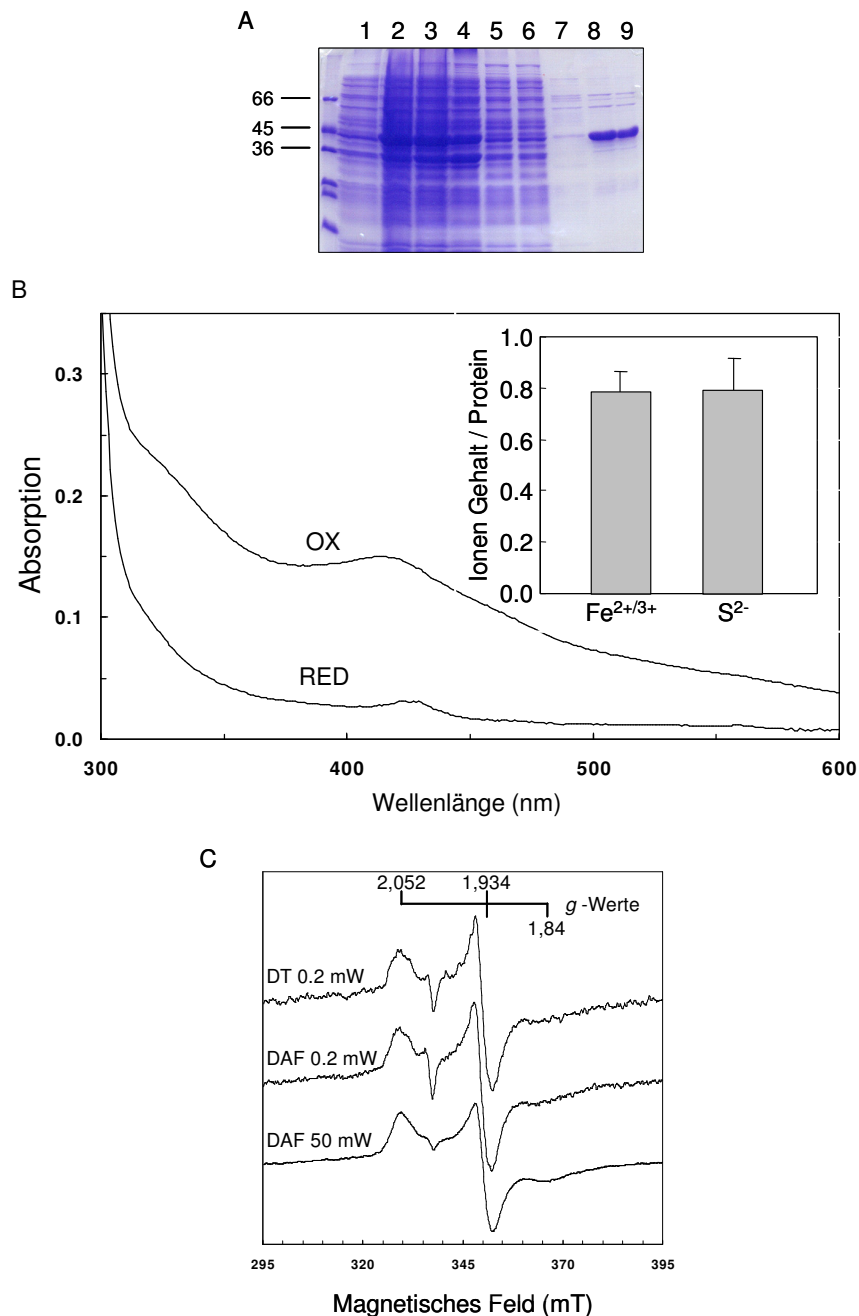 A
1 2 3 4 5 6 7 8 9
66
45
36
B
Absorption
0.3
0.2
0.1
0.0
OX
RED
300 400 500 600
Wellenlänge (nm)
Ionen Gehalt / Protein
1.0
0.8
0.6
0.4
0.2
0.0
Fe2+/3+ S2-
C
2,052 1,934
g -Werte
1,84
DT 0.2 mW
DAF 0.2 mW
DAF 50 mW
295 320 345 370 395
Magnetisches Feld (mT)